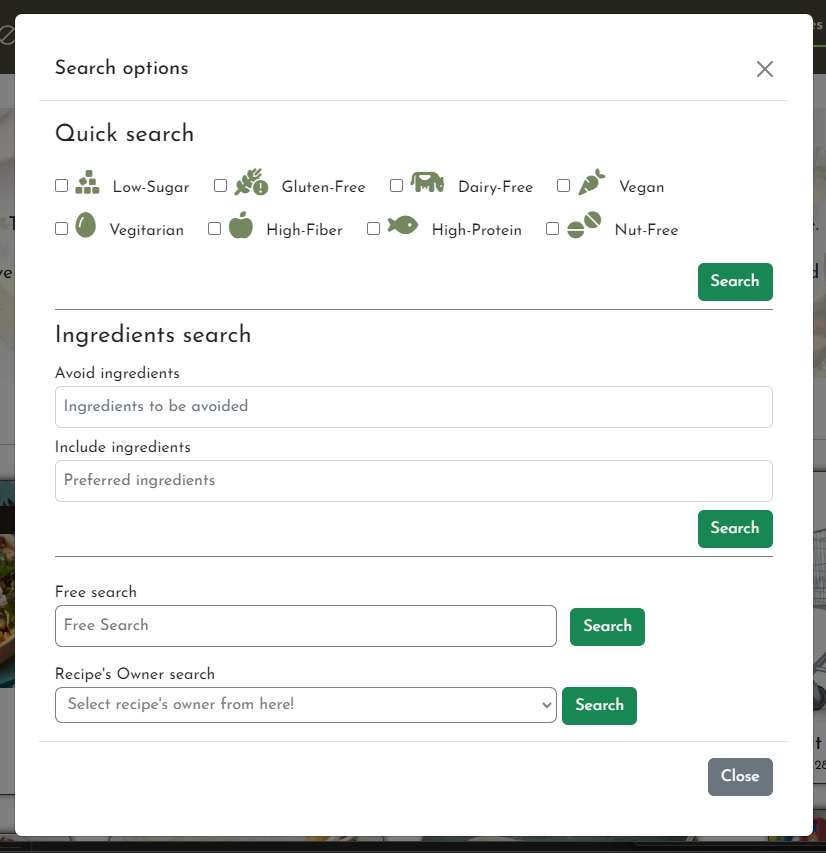 Search options
Quick search
Low-Sugar Gluten-Free Dairy-Free Vegan
Vegitarian High-Fiber High-Protein Nut-Free
Search
Ingredients search
Avoid ingredients
Ingredients to be avoided
Include ingredients
Preferred ingredients
Search
Free search
Free Search Search
Recipe's Owner search
Select recipe's owner from here! Search
Close